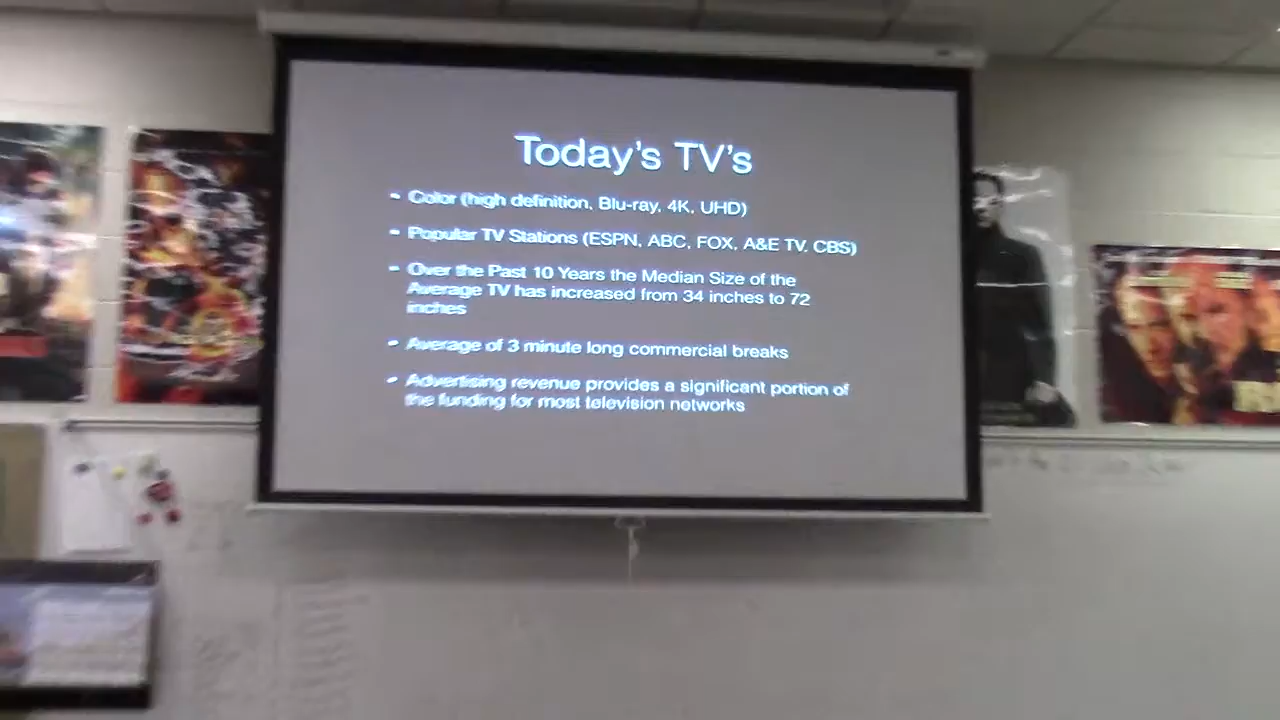 Today's TV's
- Color (high definition, Blu-ray, 4K, UHD)
- Popular TV Stations (ESPN, ABC, FOX, A&E TV. CBS)
- Over the Past 10 Years the Median Size of the
Average TV has increased from 34 inches to 72
inches
- Average of 3 minute long commercial breaks
- Advertising revenue provides a significant portion of
the funding for most television networks